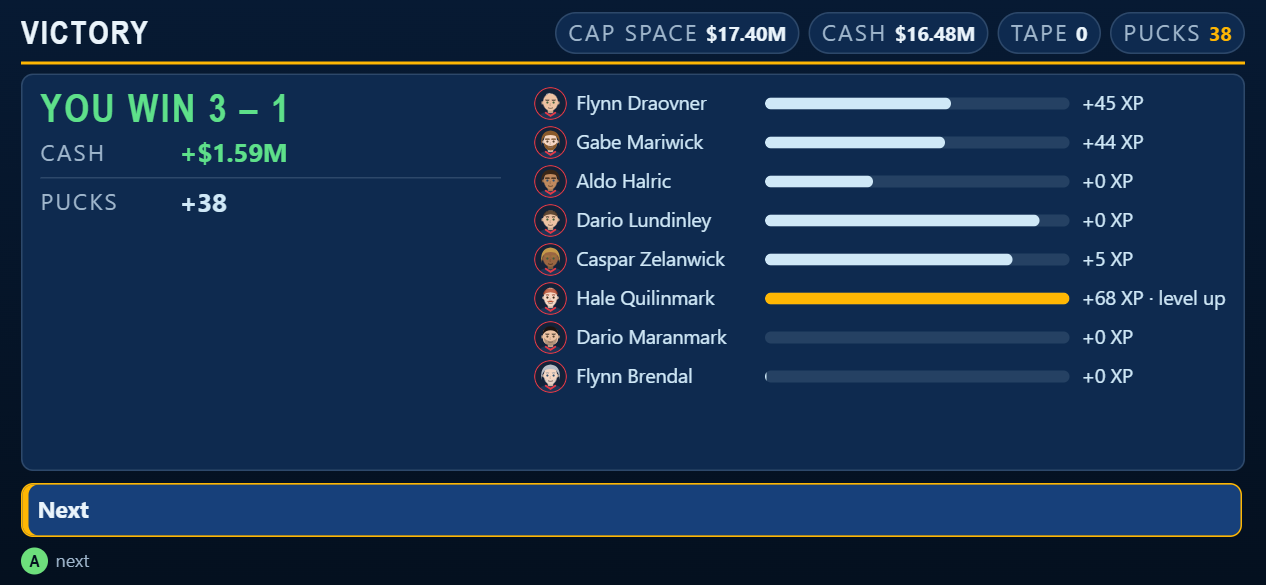 VICTORY
CAP SPACE $17.40M
CASH $16.48M
TAPE 0
PUCKS 38
YOU WIN 3 – 1
CASH +$1.59M
PUCKS +38
Flynn Draovner +45 XP
Gabe Mariwick +44 XP
Aldo Halric +0 XP
Dario Lundinley +0 XP
Caspar Zelanwick +5 XP
Hale Quilinmark +68 XP · level up
Dario Maranmark +0 XP
Flynn Brendal +0 XP
Next
A next